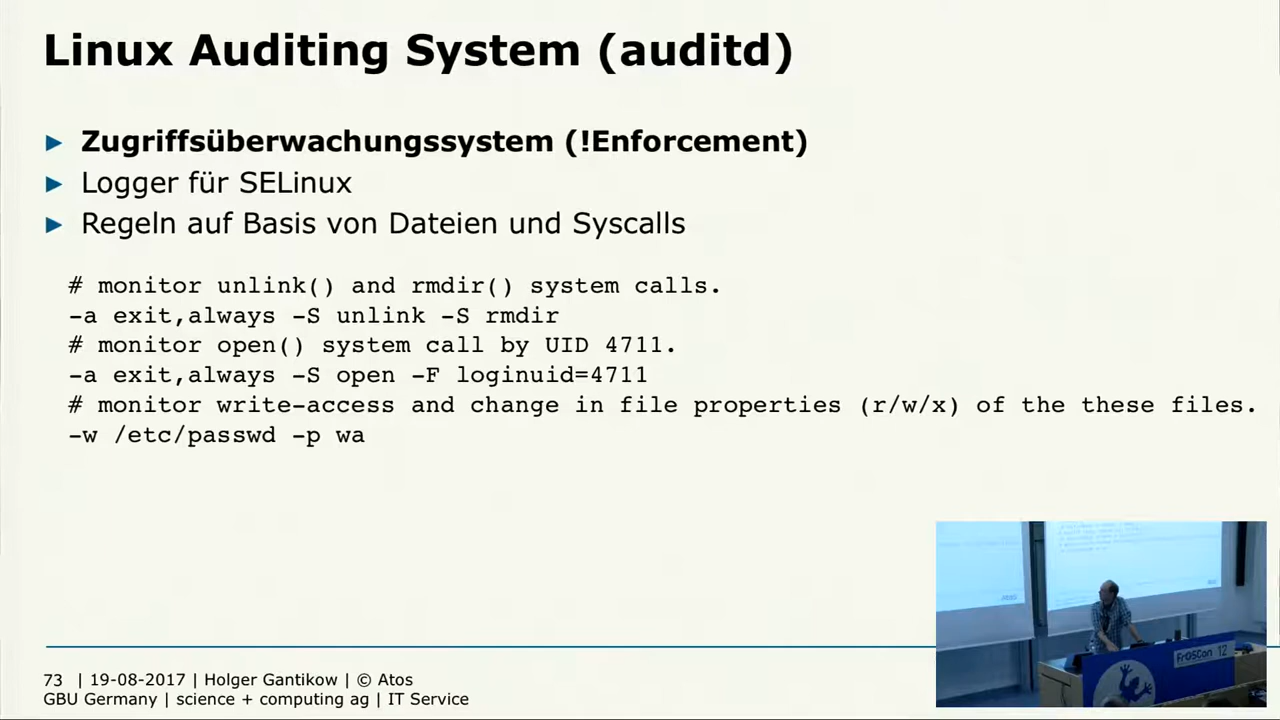 Linux Auditing System (auditd)
► Zugriffsüberwachungssystem (!Enforcement)
► Logger für SELinux
► Regeln auf Basis von Dateien und Syscalls
# monitor unlink() and rmdir() system calls.
-a exit,always -S unlink -S rmdir
# monitor open() system call by UID 4711.
-a exit,always -S open -F loginuid=4711
# monitor write-access and change in file properties (r/w/x) of the these files.
-w /etc/passwd -p wa
FrOSCon 12
73 | 19-08-2017 | Holger Gantikow | © Atos
GBU Germany | science + computing ag | IT Service